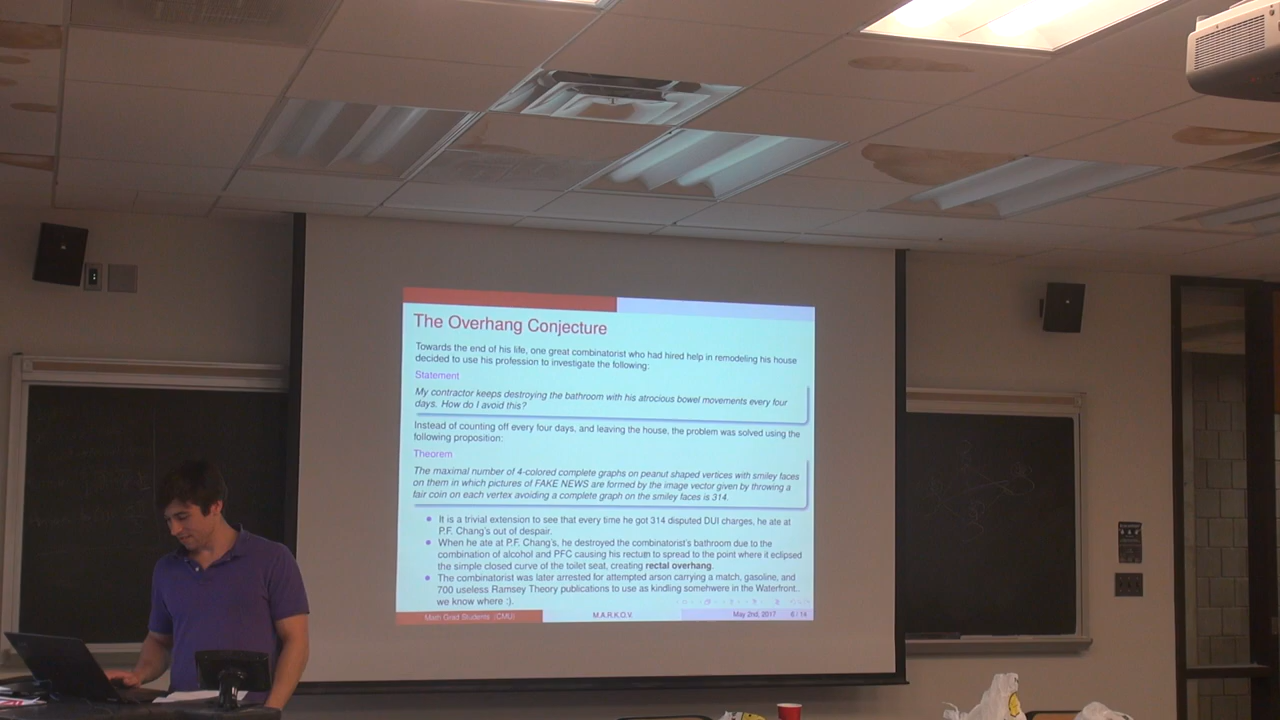 The Overhang Conjecture
Towards the end of his life, one great combinatorist who had hired help in remodeling his house
decided to use his profession to investigate the following:
Statement
My contractor keeps destroying the bathroom with his atrocious bowel movements every four
days. How do I avoid this?
Instead of counting off every four days, and leaving the house, the problem was solved using the
following proposition:
Theorem
The maximal number of 4-colored complete graphs on peanut shaped vertices with smiley faces
on them in which pictures of FAKE NEWS are formed by the image vector given by throwing a
fair coin on each vertex avoiding a complete graph on the smiley faces is 314.
It is a trivial extension to see that every time he got 314 disputed DUI charges, he ate at
P.F. Chang's out of despair.
When he ate at P.F. Chang's, he destroyed the combinatorist's bathroom due to the
combination of alcohol and PFC causing his rectum to spread to the point where it eclipsed
the simple closed curve of the toilet seat, creating rectal overhang.
The combinatorist was later arrested for attempted arson carrying a match, gasoline, and
700 useless Ramsey Theory publications to use as kindling somehwere in the Waterfront..
we know where :).
Math Grad Students (CMU) M.A.R.K.O.V. May 2nd, 2017 6 / 14